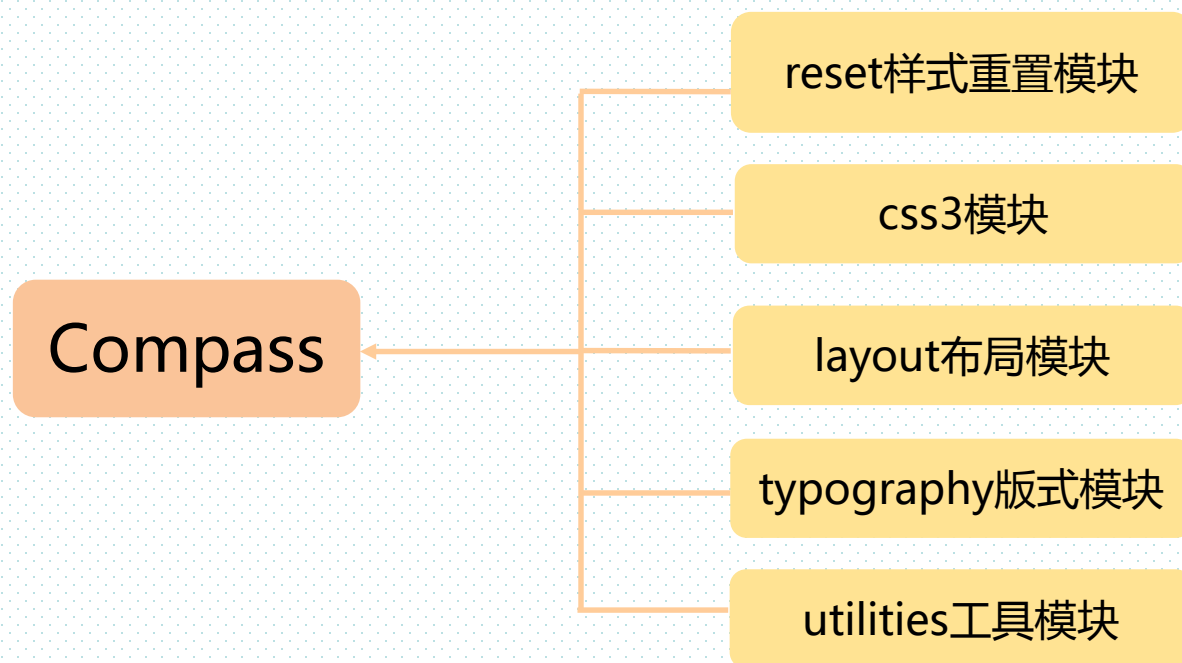 reset样式重置模块
css3模块
Compass
layout布局模块
typography版式模块
utilities工具模块